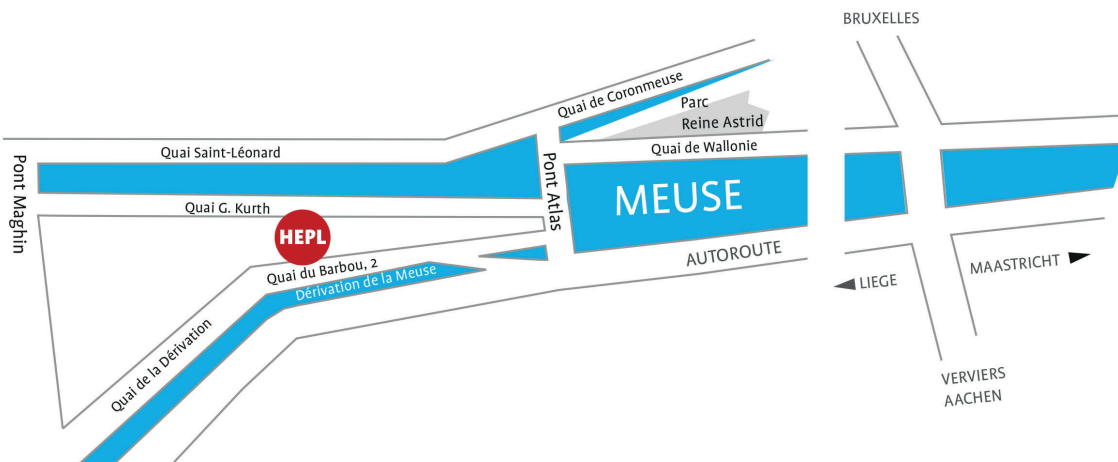 BRUXELLES
Quai de Coronmeuse
Parc
Reine Astrid
Quai Saint-Léonard
Quai de Wallonie
Pont Maghin
Pont Atlas
MEUSE
Quai G. Kurth
HEPL
AUTOROUTE
Quai du Barbou, 2
Dérivation de la Meuse
LIEGE
MAASTRICHT
Quai de la Dérivation
VERVIERS
AACHEN